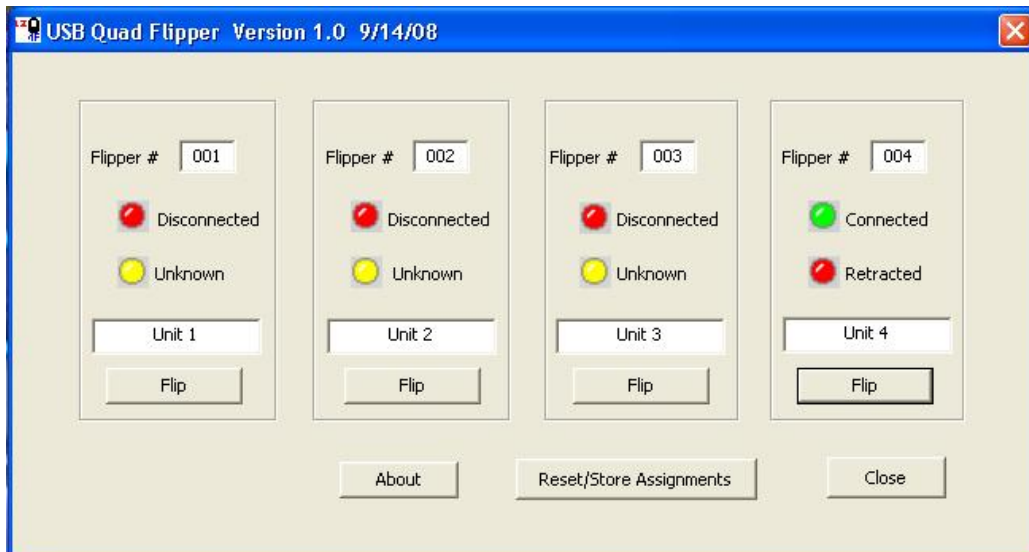 USB Quad Flipper Version 1.0 9/14/08
Flipper # 001
Disconnected
Unknown
Unit 1
Flip
Flipper # 002
Disconnected
Unknown
Unit 2
Flip
Flipper # 003
Disconnected
Unknown
Unit 3
Flip
Flipper # 004
Connected
Retracted
Unit 4
Flip
About
Reset/Store Assignments
Close